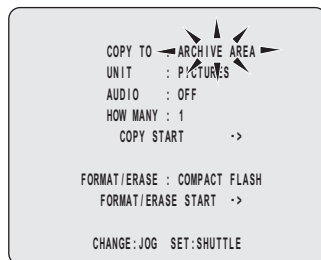 COPY TO : ARCHIVE AREA
UNIT : PICTURES
AUDIO : OFF
HOW MANY : 1
COPY START ->
FORMAT/ERASE : COMPACT FLASH
FORMAT/ERASE START ->
CHANGE:JOG SET:SHUTTLE